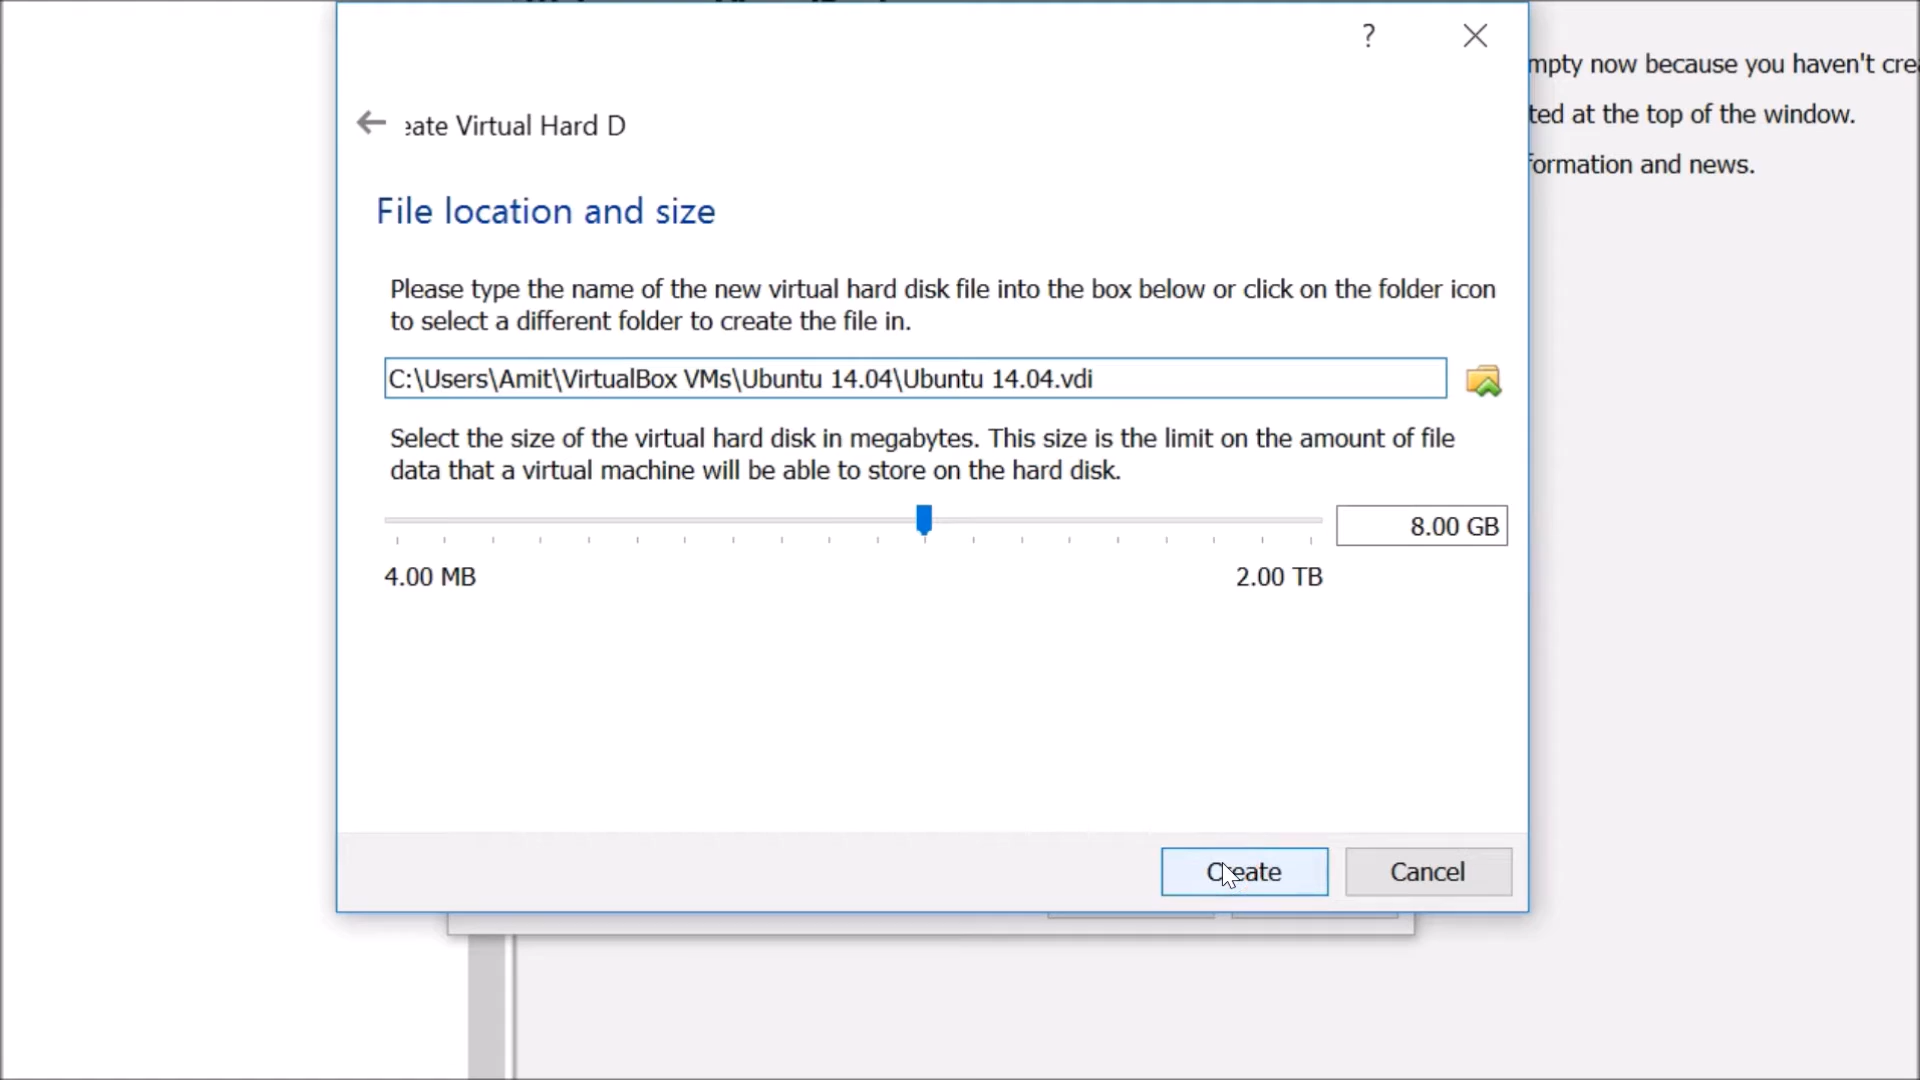 ?
mpty now because you haven't cre
eate Virtual Hard D
ted at the top of the window.
formation and news.
File location and size
Please type the name of the new virtual hard disk file into the box below or click on the folder icon
to select a different folder to create the file in.
C:\Users\Amit\VirtualBox VMs\Ubuntu 14.04\Ubuntu 14.04.vdi
Select the size of the virtual hard disk in megabytes. This size is the limit on the amount of file
data that a virtual machine will be able to store on the hard disk.
8.00 GB
4.00 MB
2.00 TB
Create
Cancel